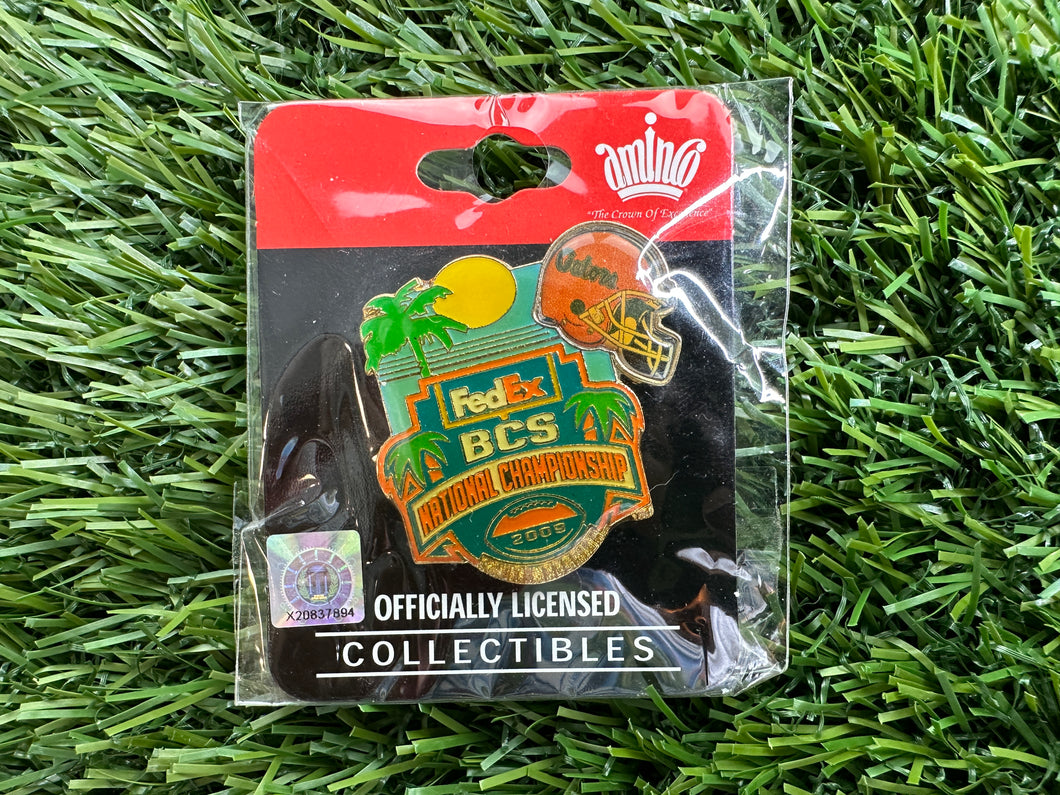 aminco
"The Crown Of Excellence"
Gators
FedEx
BCS
NATIONAL CHAMPIONSHIP
2009
X20837894
OFFICIALLY LICENSED
COLLECTIBLES